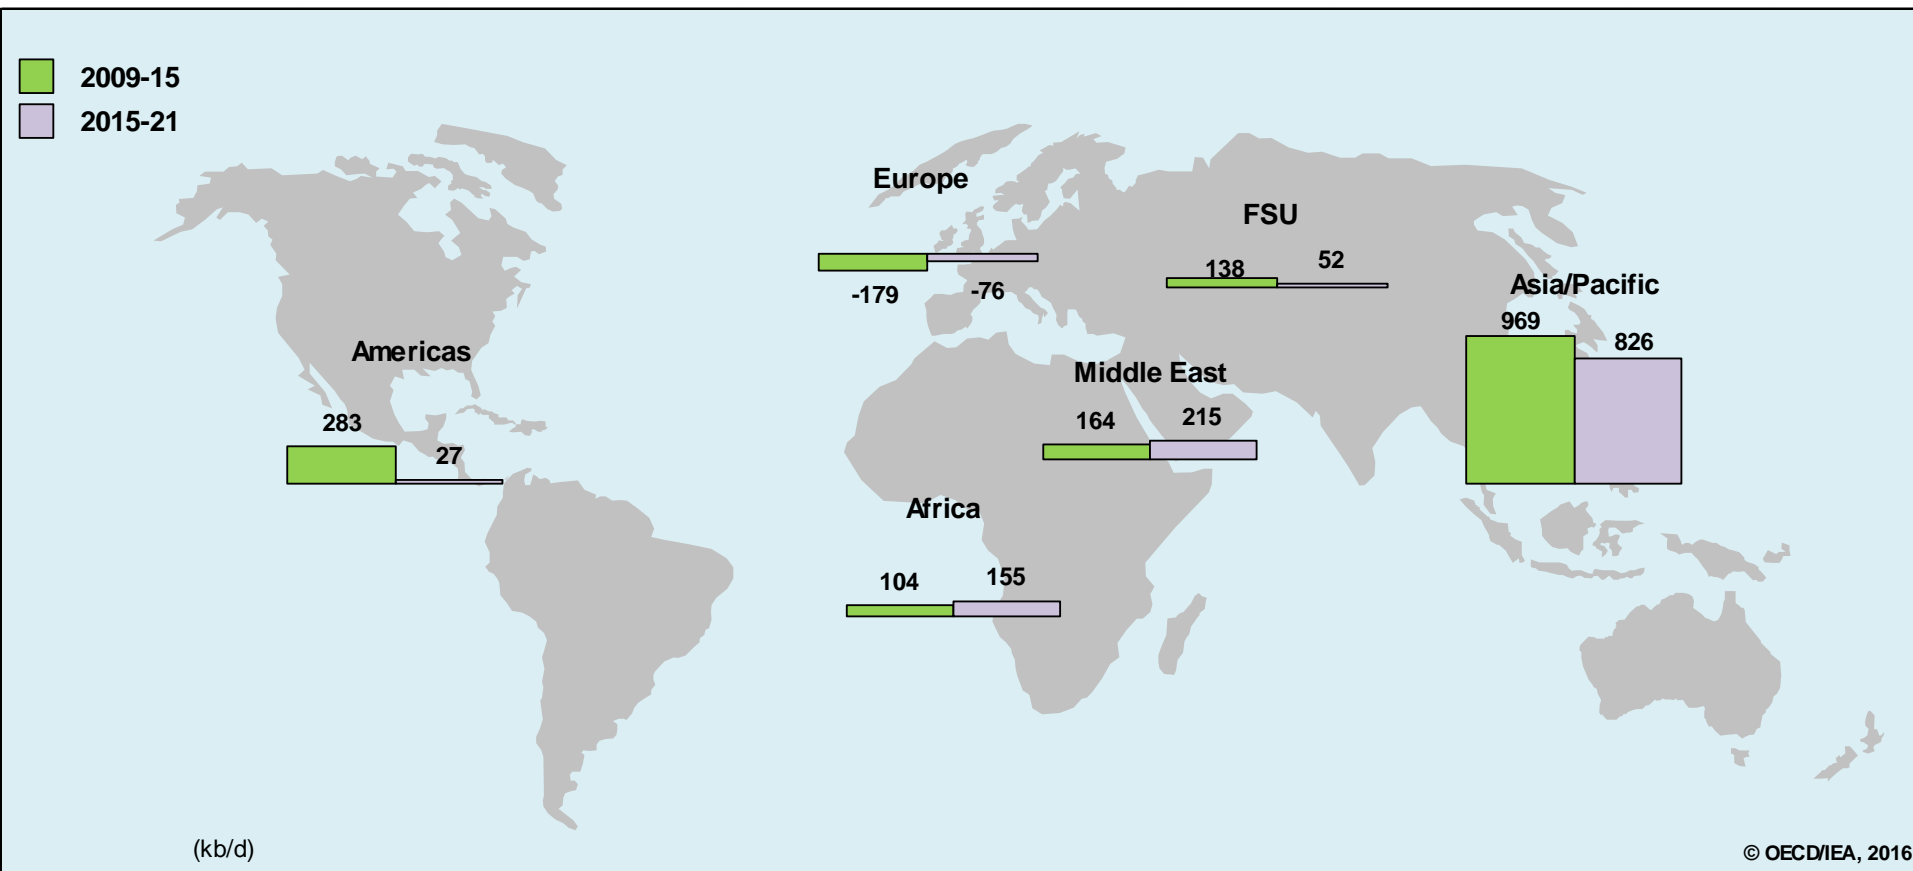 2009-15
2015-21
Europe
FSU
-179
-76
138
52
Asia/Pacific
969
826
Americas
283
27
Middle East
164
215
Africa
104
155
(kb/d)
© OECD/IEA, 2016